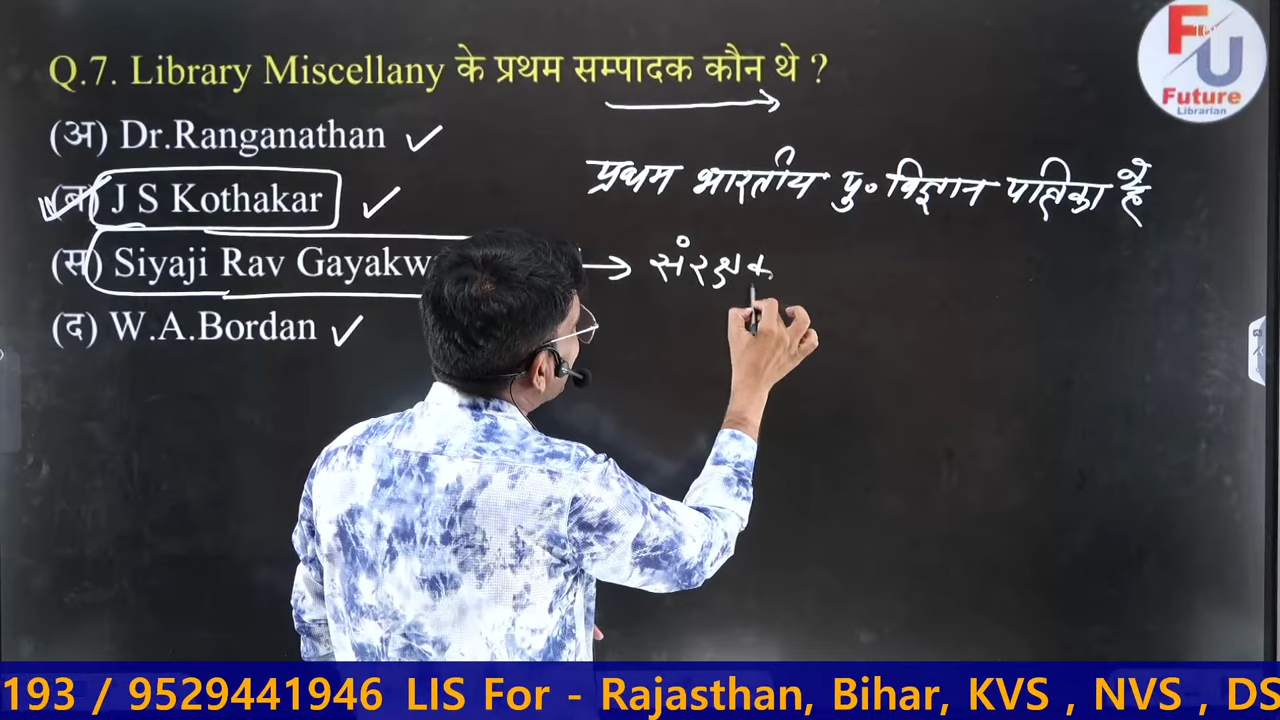 Q.7. Library Miscellany के प्रथम सम्पादक कौन थे ?
(अ) Dr.Ranganathan
(ब) J S Kothakar
(स) Siyaji Rav Gayakw
(द) W.A.Bordan
प्रथम भारतीय पु० विज्ञान पत्रिका
संरक्षक
FU
Future
Librarian
193 / 9529441946 LIS For - Rajasthan, Bihar, KVS , NVS , DS